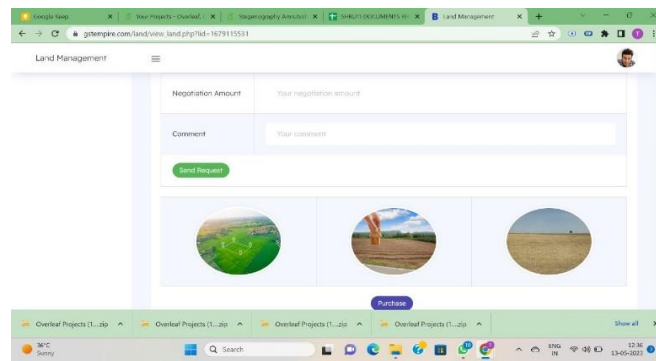 Google Keep
Your Projects - Overleaf, 
SHRUTI DOCUMENTS RE
Land Management
gstempire.com/land/view_land.php?lid=1679115531
Land Management
Negotiation Amount
Your negotiation amount
Comment
Your comment
Send Request
Purchase
Overleaf Projects (1....zip
Overleaf Projects (1....zip
Overleaf Projects (1....zip
Overleaf Projects (1....zip
Show all
36°C
Sunny
Search
ENG
IN
12:36
13-05-2023